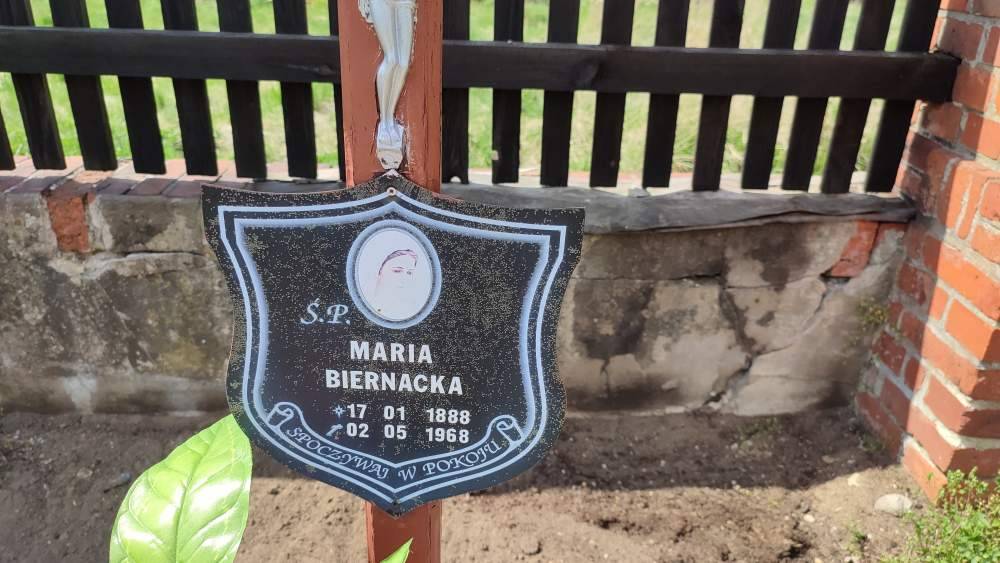 Ś.P.
MARIA
BIERNACKA
17 01 1888
02 05 1968
SPOCZYWAJ W POKOJU